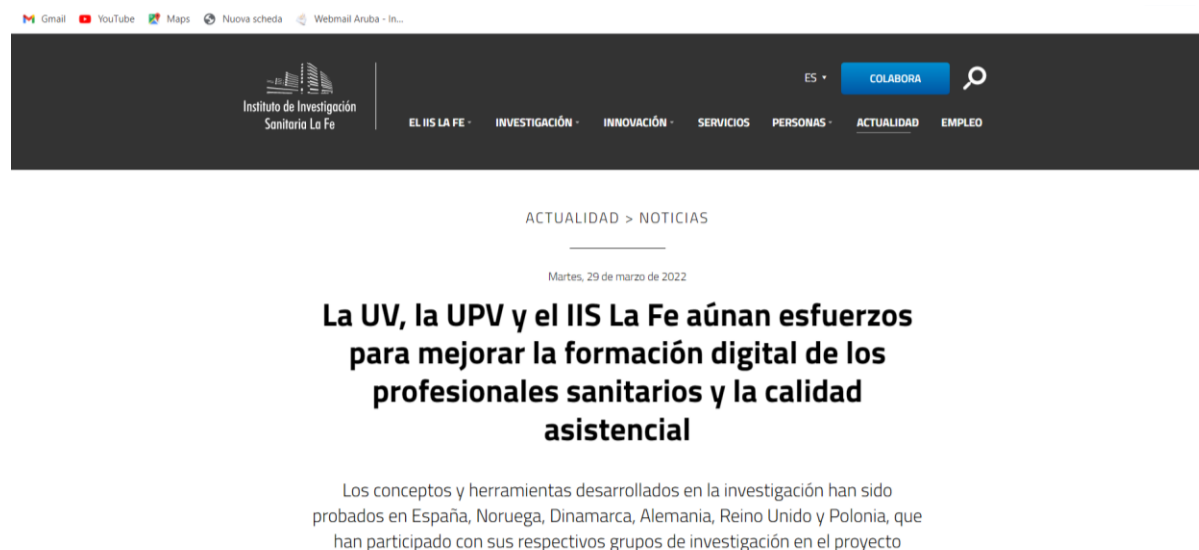 Gmail YouTube Maps Nuova scheda Webmail Aruba - In...
ES COLABORA
Instituto de Investigación
Sanitaria La Fe
EL IIS LA FE INVESTIGACIÓN INNOVACIÓN SERVICIOS PERSONAS ACTUALIDAD EMPLEO
ACTUALIDAD > NOTICIAS
Martes, 29 de marzo de 2022
La UV, la UPV y el IIS La Fe aúnan esfuerzos
para mejorar la formación digital de los
profesionales sanitarios y la calidad
asistencial
Los conceptos y herramientas desarrollados en la investigación han sido
probados en España, Noruega, Dinamarca, Alemania, Reino Unido y Polonia, que
han participado con sus respectivos grupos de investigación en el proyecto